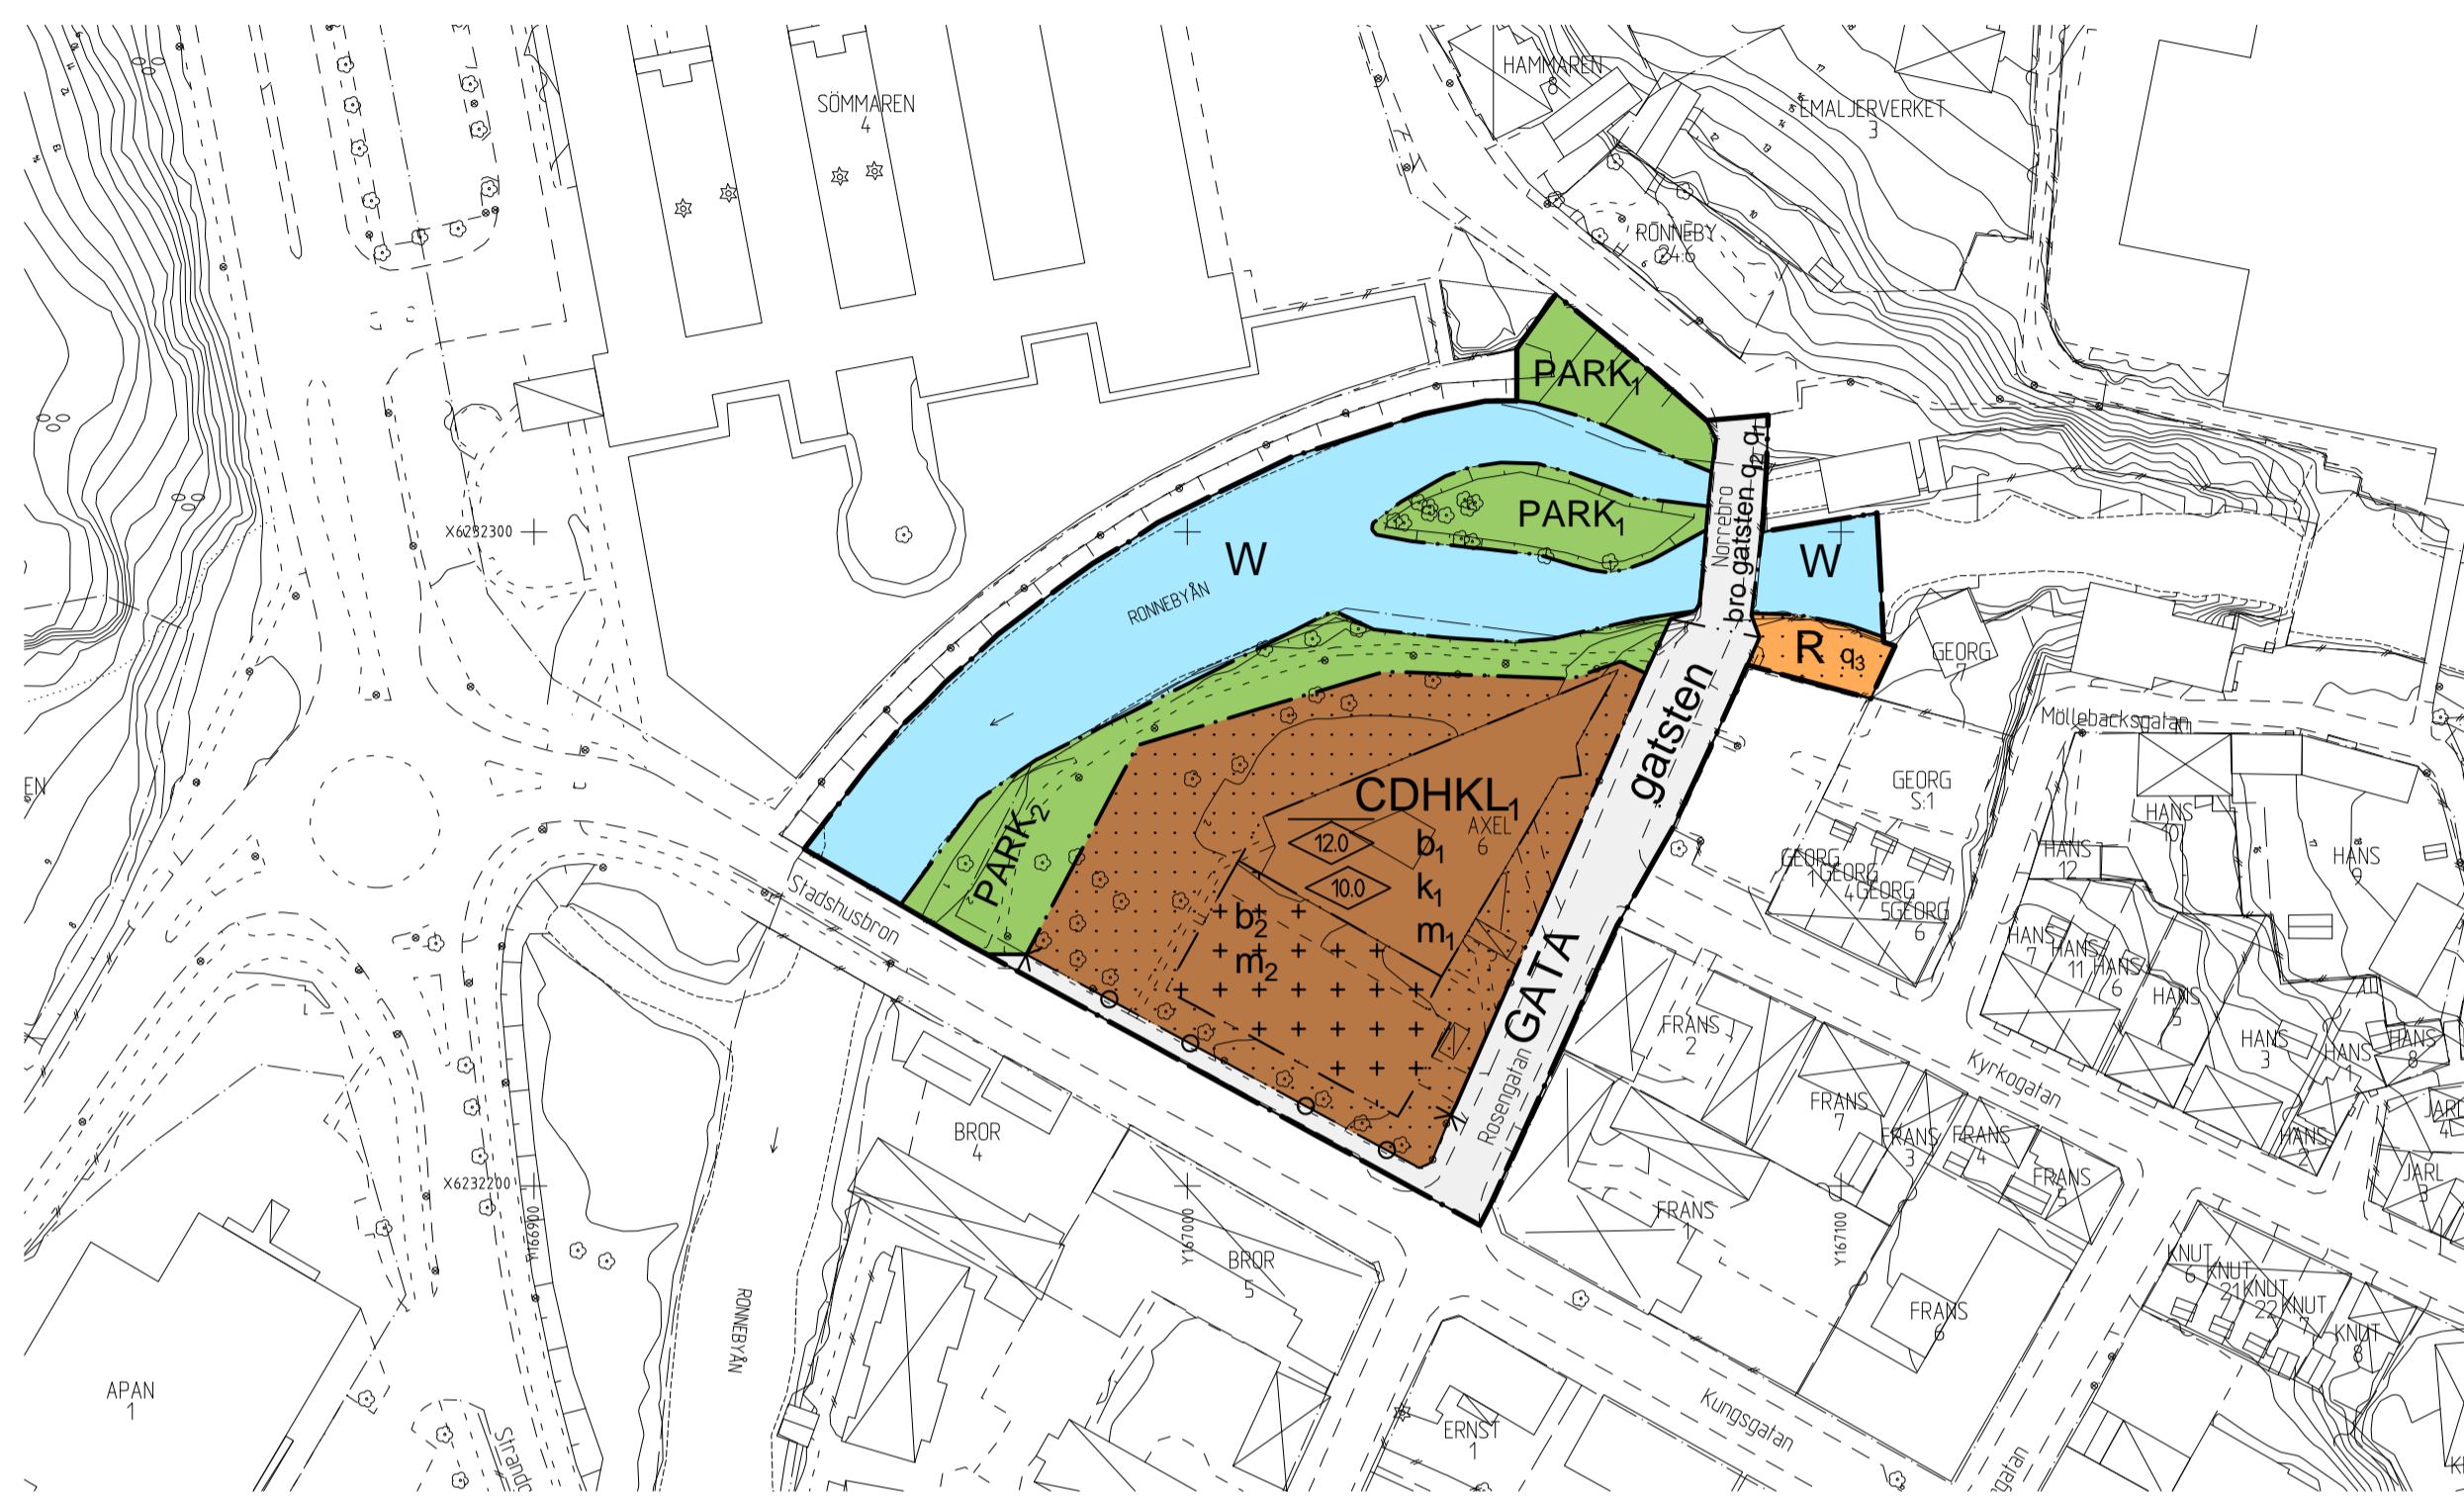 SÖMMAREN
4
HAMMAREN
8
EMALJERVERKET
3
RONNEBY
24:6
PARK1
PARK1
W
W
RONNEBYÅN
Norrebro
bro gatsten q2 q1
R q3
gatsten
GATA
Rosengatan
PARK2
CDHKL1
AXEL
6
12.0
10.0
b1
k1
m1
b2
m2
Stadshusbron
X6232300
X6232200
Y166900
Y167000
Y167100
EN
GEORG
7
Möllebacksgatan
GEORG
S:1
GEORG
1
GEORG
4
GEORG
5
GEORG
6
HANS
10
HANS
12
HANS
9
HANS
7
HANS
11
HANS
6
HANS
5
HANS
3
HANS
1
HANS
8
HANS
2
JARL
4
JARL
3
Kyrkogatan
FRANS
2
FRANS
7
FRANS
3
FRANS
4
FRANS
5
FRANS
1
FRANS
6
KNUT
6
KNUT
21
KNUT
22
KNUT
7
KNUT
8
BROR
4
BROR
5
RONNEBYÅN
APAN
1
ERNST
1
Kungsgatan